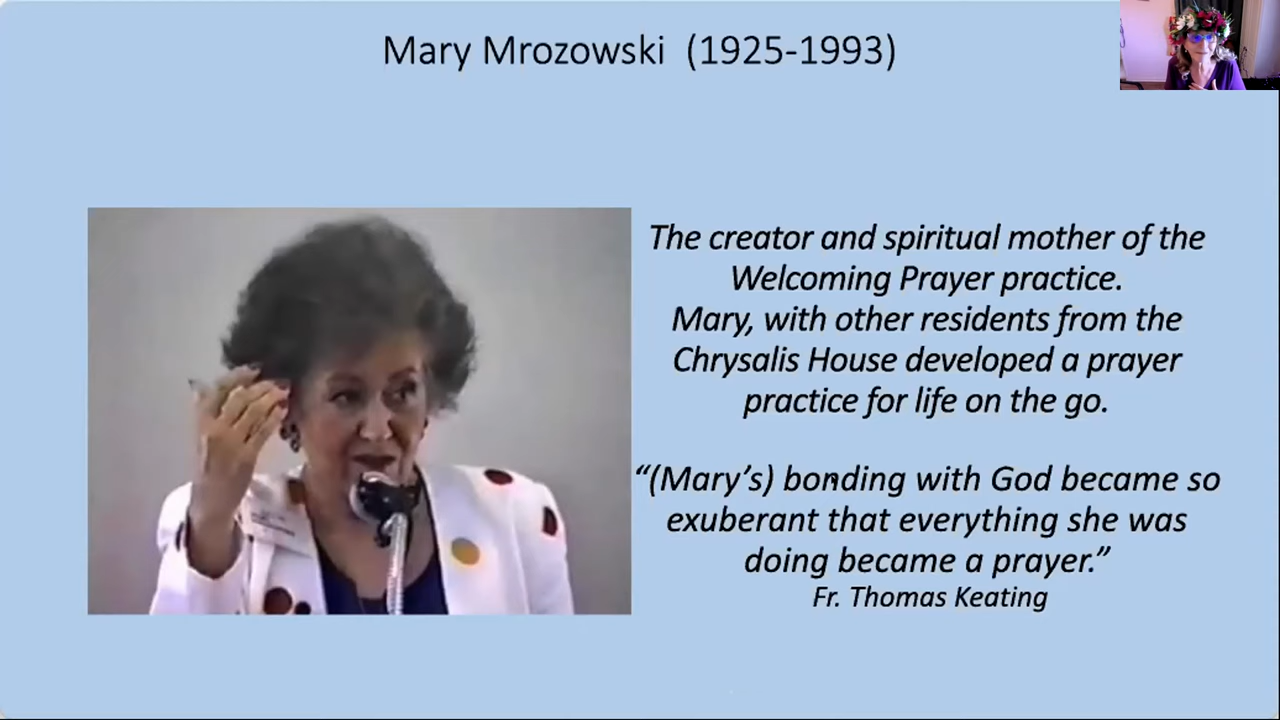 Mary Mrozowski (1925-1993)
The creator and spiritual mother of the
Welcoming Prayer practice.
Mary, with other residents from the
Chrysalis House developed a prayer
practice for life on the go.
“(Mary’s) bonding with God became so
exuberant that everything she was
doing became a prayer.”
Fr. Thomas Keating